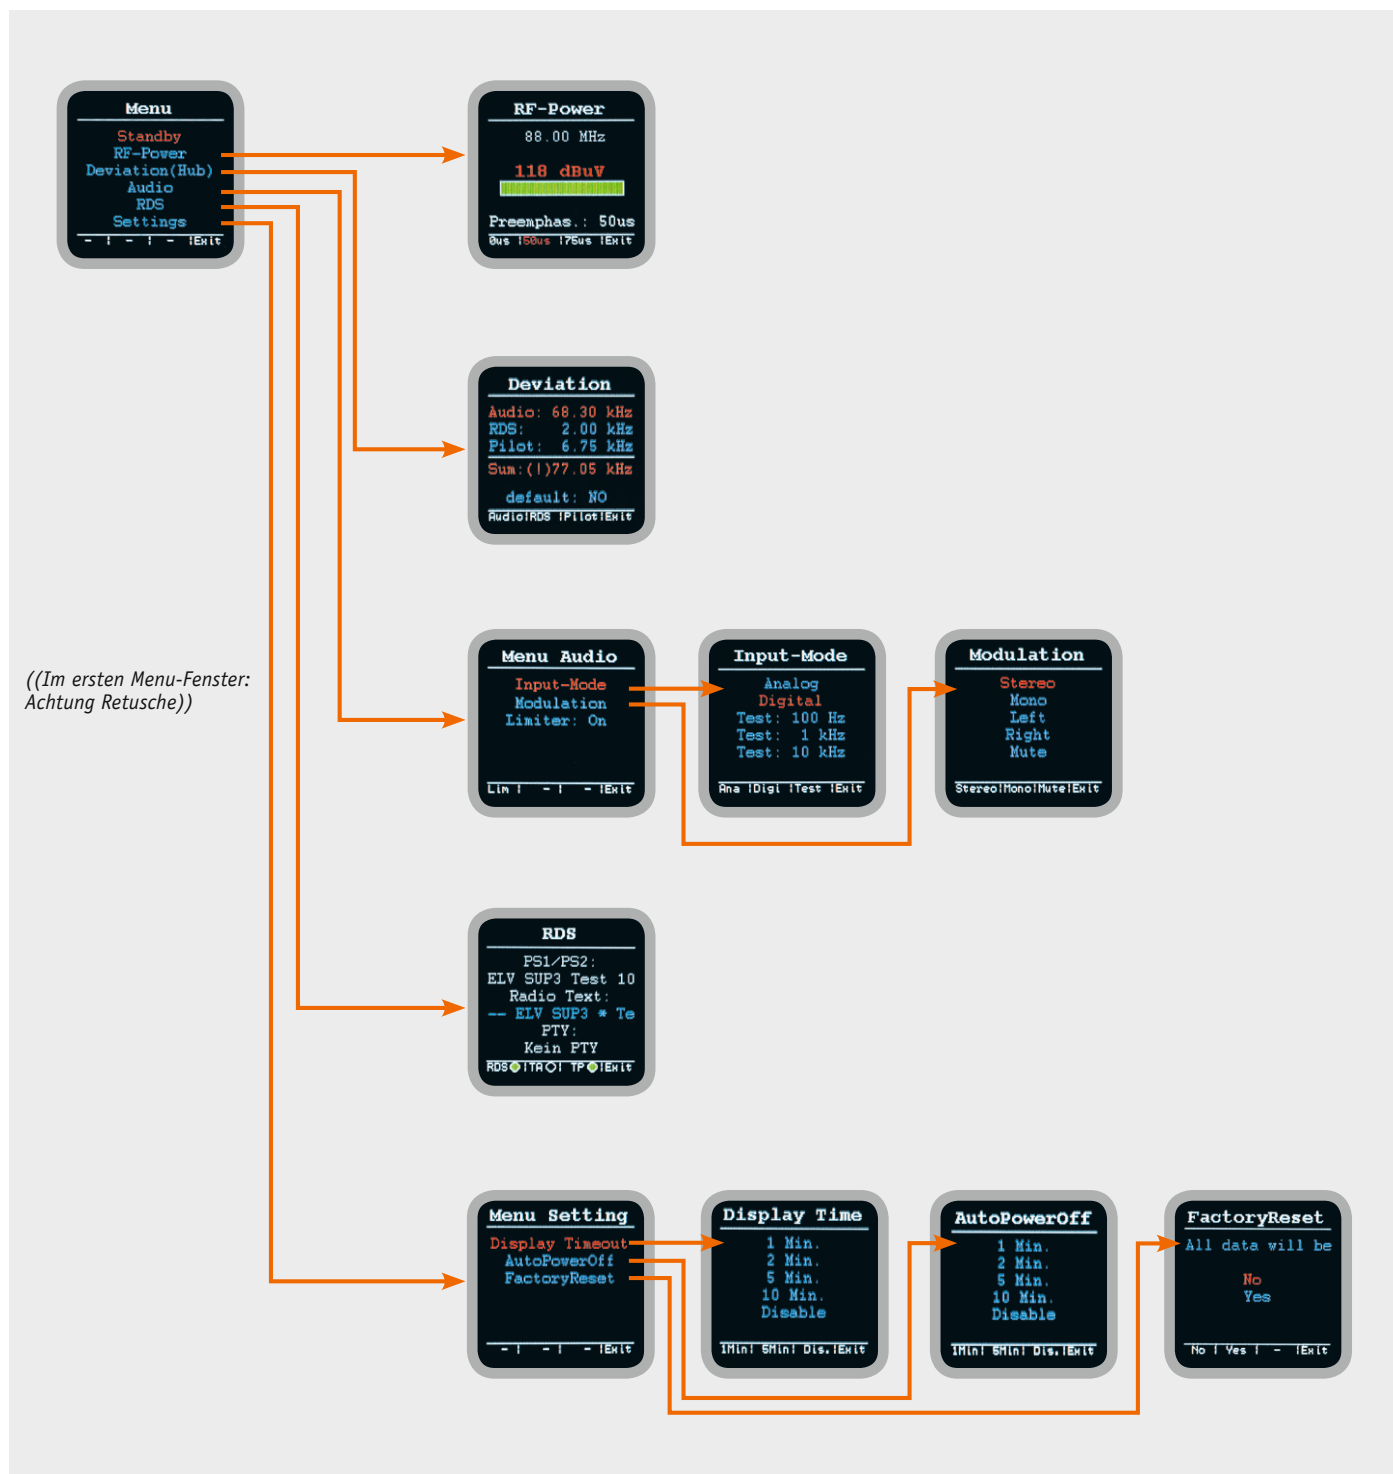 Menu
Standby
RF-Power
Deviation(Hub)
Audio
RDS
Settings
- | - | - |Exit
RF-Power
88.00 MHz
118 dBuV
Preemphas.: 50us
0us |50us |75us |Exit
Deviation
Audio: 68.30 kHz
RDS: 2.00 kHz
Pilot: 6.75 kHz
Sum:(!)77.05 kHz
default: NO
Audio|RDS |Pilot|Exit
((Im ersten Menu-Fenster:
Achtung Retusche))
Menu Audio
Input-Mode
Modulation
Limiter: On
Lim | - | - |Exit
Input-Mode
Analog
Digital
Test: 100 Hz
Test: 1 kHz
Test: 10 kHz
Ana |Digi |Test |Exit
Modulation
Stereo
Mono
Left
Right
Mute
Stereo|Mono|Mute|Exit
RDS
PS1/PS2:
ELV SUP3 Test 10
Radio Text:
-- ELV SUP3 * Te
PTY:
Kein PTY
RDS |TA | TP |Exit
Menu Setting
Display Timeout
AutoPowerOff
FactoryReset
- | - | - |Exit
Display Time
1 Min.
2 Min.
5 Min.
10 Min.
Disable
1Min| 5Min| Dis.|Exit
AutoPowerOff
1 Min.
2 Min.
5 Min.
10 Min.
Disable
1Min| 5Min| Dis.|Exit
FactoryReset
All data will be
No
Yes
No | Yes | - |Exit